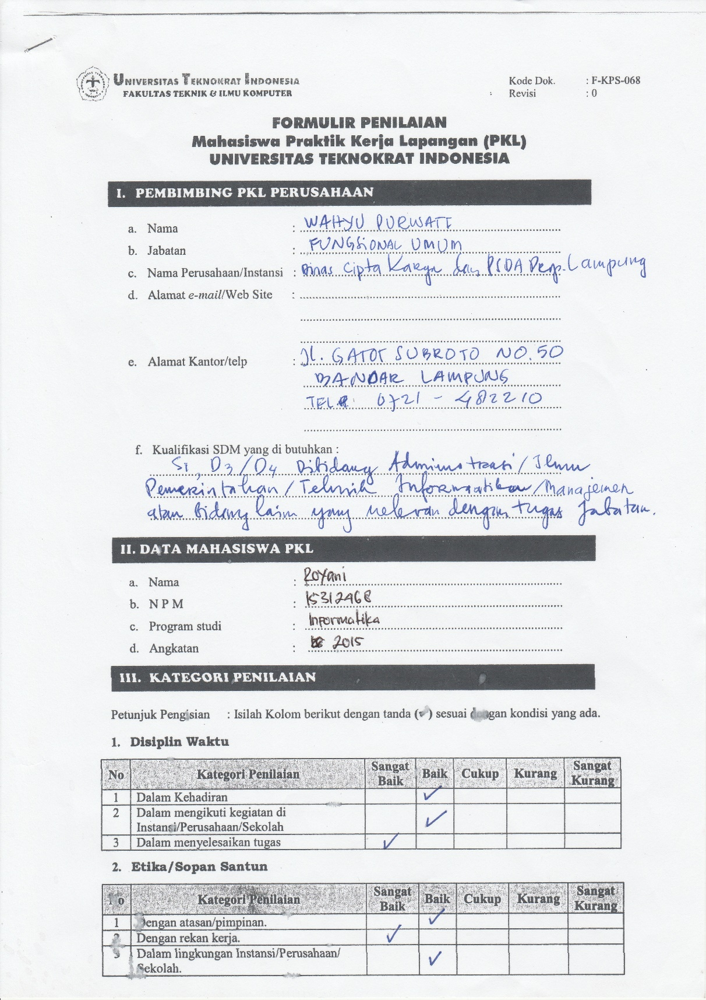 UNIVERSITAS TEKNOKRAT INDONESIA
FAKULTAS TEKNIK & ILMU KOMPUTER
Kode Dok. : F-KPS-068
Revisi : 0
FORMULIR PENILAIAN
Mahasiswa Praktik Kerja Lapangan (PKL)
UNIVERSITAS TEKNOKRAT INDONESIA
I. PEMBIMBING PKL PERUSAHAAN
a. Nama : WAHYU PURWATI
b. Jabatan : FUNGSIONAL UMUM
c. Nama Perusahaan/Instansi : Dinas Cipta Karya dan PSDA Prop. Lampung
d. Alamat e-mail/Web Site :
e. Alamat Kantor/telp : Jl. GATOT SUBROTO NO. 50
BANDAR LAMPUNG
TELP. 0721 - 482210
f. Kualifikasi SDM yang di butuhkan :
S1, D3/D4 Dibidang Administrasi/Ilmu
Pemerintahan/Teknik Informatika/Manajemen
atau Bidang lain yang relevan dengan tugas Jabatan.
II. DATA MAHASISWA PKL
a. Nama : Royani
b. N P M : 15312468
c. Program studi : Informatika
d. Angkatan : 2015
III. KATEGORI PENILAIAN
Petunjuk Pengisian : Isilah Kolom berikut dengan tanda (✓) sesuai dengan kondisi yang ada.
1. Disiplin Waktu
No Kategori Penilaian Sangat Baik Baik Cukup Kurang Sangat Kurang
1 Dalam Kehadiran ✓
2 Dalam mengikuti kegiatan di
Instansi/Perusahaan/Sekolah ✓
3 Dalam menyelesaikan tugas ✓
2. Etika/Sopan Santun
No Kategori Penilaian Sangat Baik Baik Cukup Kurang Sangat Kurang
1 Dengan atasan/pimpinan. ✓
2 Dengan rekan kerja. ✓
3 Dalam lingkungan Instansi/Perusahaan/
Sekolah. ✓